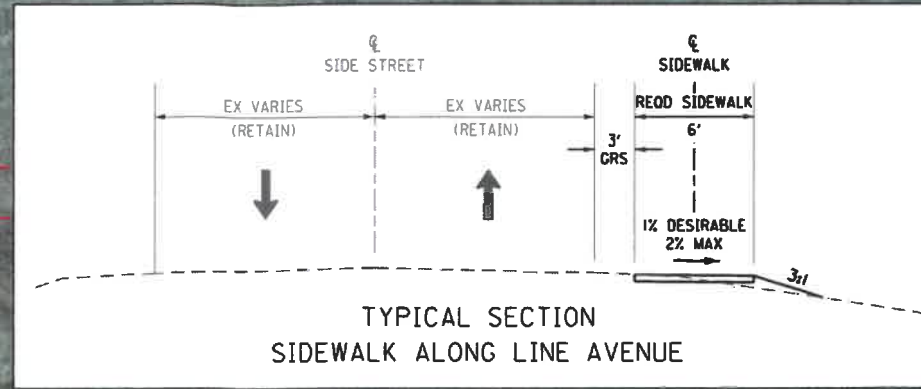 ℄
SIDE STREET
℄
SIDEWALK
EX VARIES
(RETAIN)
EX VARIES
(RETAIN)
REQD SIDEWALK
6'
3'
GRS
1% DESIRABLE
2% MAX
3:1
TYPICAL SECTION
SIDEWALK ALONG LINE AVENUE